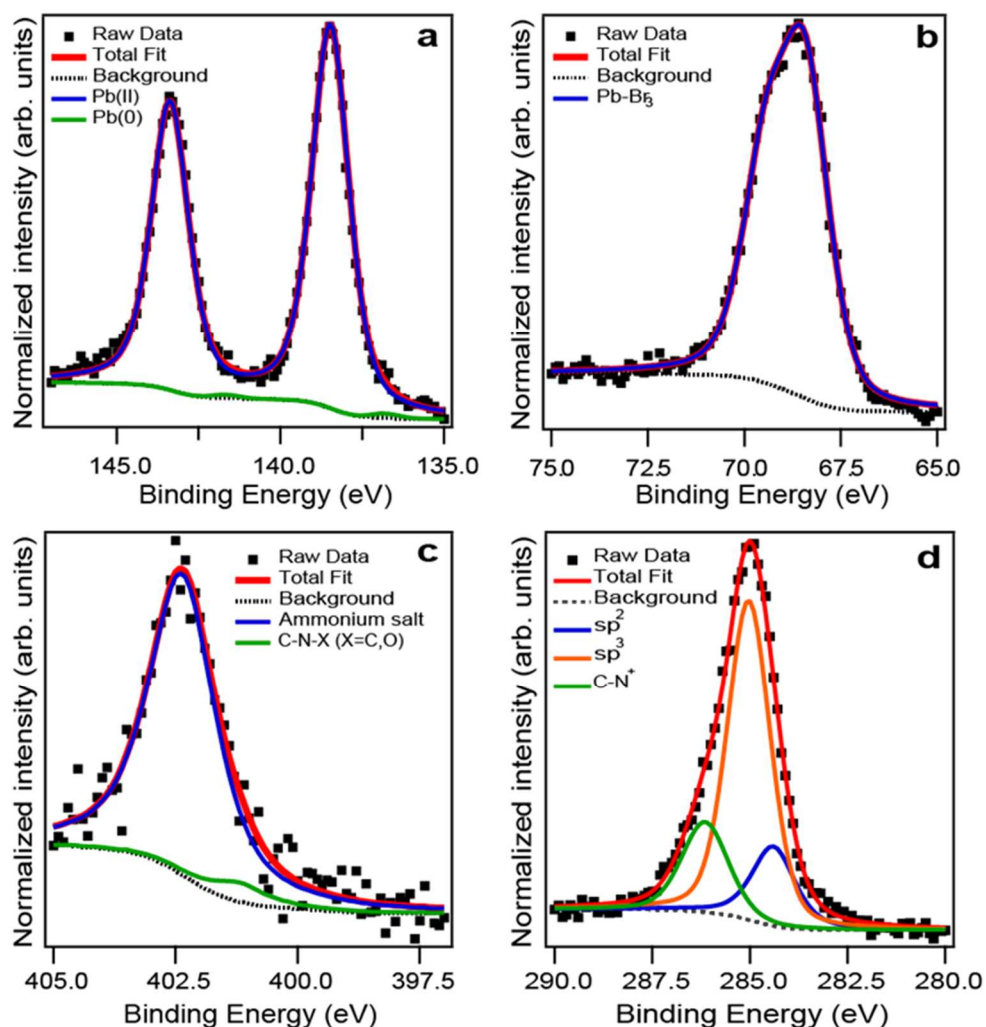 a
Raw Data
Total Fit
Background
Pb(II)
Pb(0)
Normalized intensity (arb. units)
145.0
140.0
135.0
Binding Energy (eV)
b
Raw Data
Total Fit
Background
Pb-Br3
Normalized intensity (arb. units)
75.0
72.5
70.0
67.5
65.0
Binding Energy (eV)
c
Raw Data
Total Fit
Background
Ammonium salt
C-N-X (X=C,O)
Normalized intensity (arb. units)
405.0
402.5
400.0
397.5
Binding Energy (eV)
d
Raw Data
Total Fit
Background
sp²
sp³
C-N⁺
Normalized intensity (arb. units)
290.0
287.5
285.0
282.5
280.0
Binding Energy (eV)